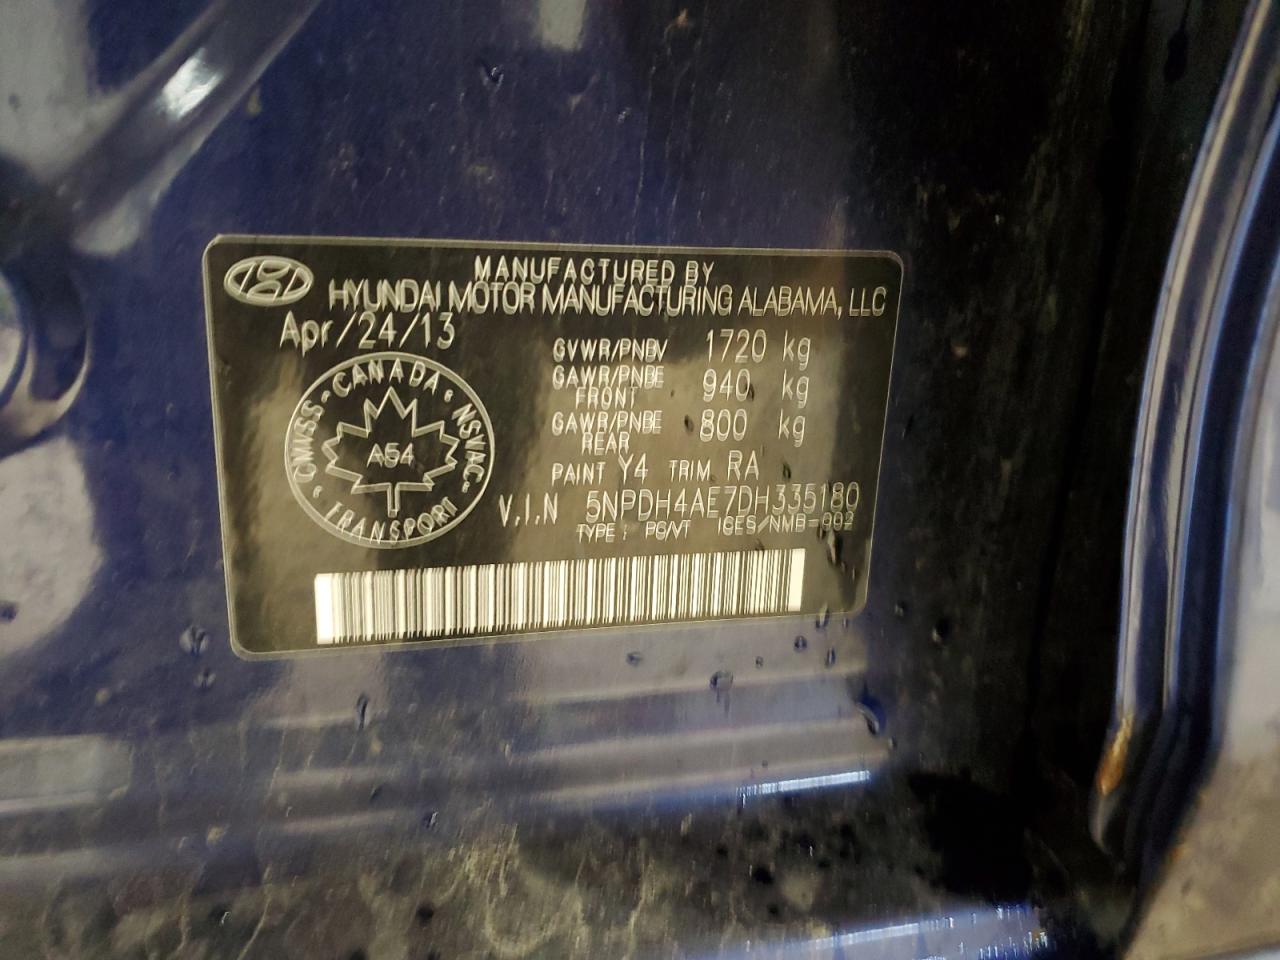 MANUFACTURED BY
HYUNDAI MOTOR MANUFACTURING ALABAMA, LLC
Apr/24/13
GVWR/PNBV 1720 kg
GAWR/PNBE FRONT 940 kg
GAWR/PNBE REAR 800 kg
PAINT Y4 TRIM RA
V.I.N 5NPDH4AE7DH335180
TYPE : PC/VT ICES/NMB-002
CMVSS - CANADA - NSVAC
A54
TRANSPORT